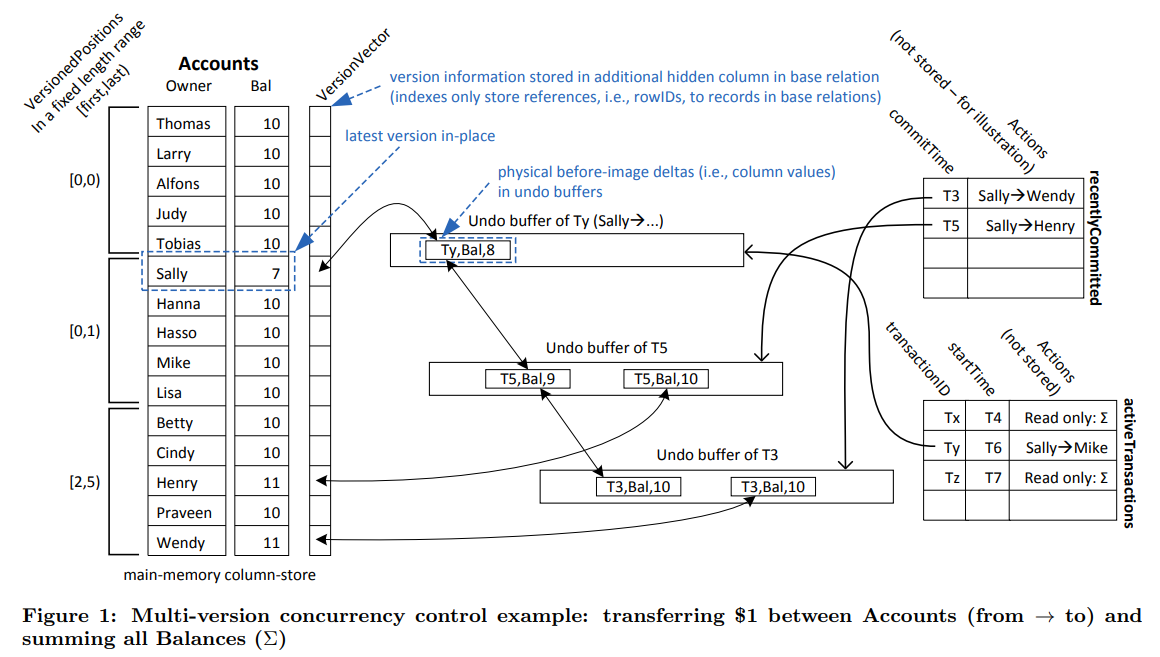 VersionedPositions
In a fixed length range
[first,last)
Accounts
Owner Bal
VersionVector
version information stored in additional hidden column in base relation
(indexes only store references, i.e., rowIDs, to records in base relations)
latest version in-place
physical before-image deltas (i.e., column values)
in undo buffers
[0,0)
[0,1)
[2,5)
Thomas 10
Larry 10
Alfons 10
Judy 10
Tobias 10
Sally 7
Hanna 10
Hasso 10
Mike 10
Lisa 10
Betty 10
Cindy 10
Henry 11
Praveen 10
Wendy 11
main-memory column-store
Undo buffer of Ty (Sally→...)
Ty,Bal,8
Undo buffer of T5
T5,Bal,9 T5,Bal,10
Undo buffer of T3
T3,Bal,10 T3,Bal,10
commitTime
Actions
(not stored – for illustration)
T3 Sally→Wendy
T5 Sally→Henry
recentlyCommitted
transactionID
startTime
Actions
(not stored)
Tx T4 Read only: Σ
Ty T6 Sally→Mike
Tz T7 Read only: Σ
activeTransactions
Figure 1: Multi-version concurrency control example: transferring $1 between Accounts (from → to) and
summing all Balances (Σ)